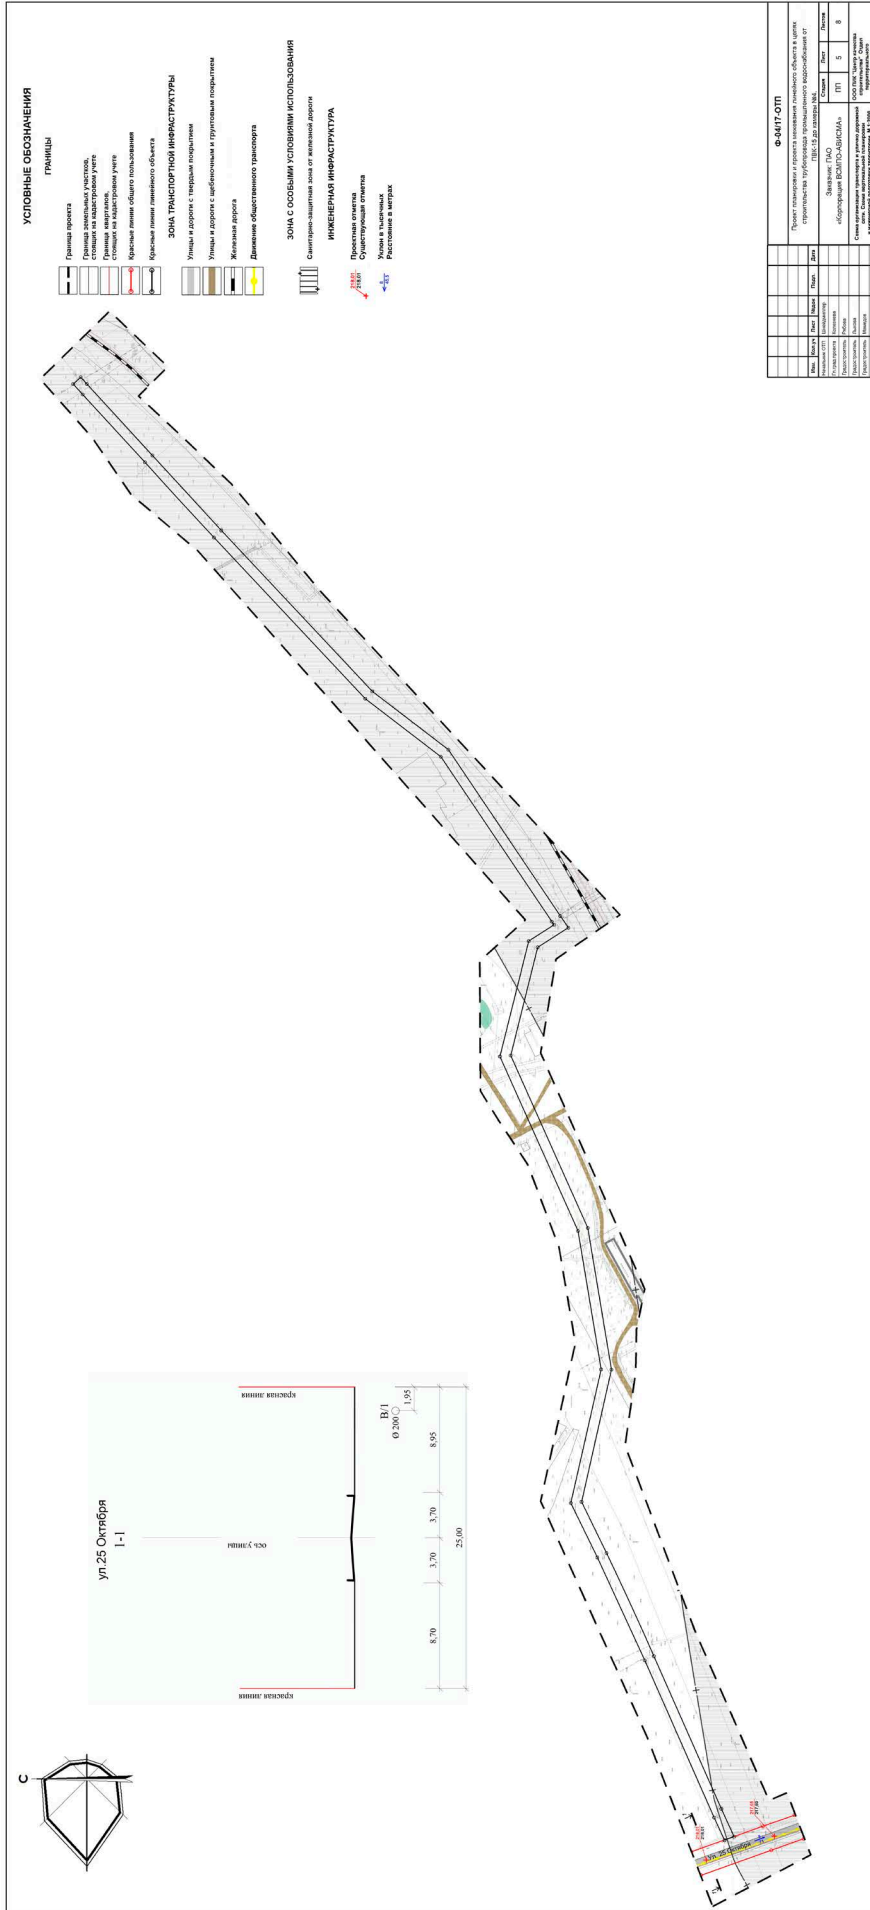 УСЛОВНЫЕ ОБОЗНАЧЕНИЯ
ГРАНИЦЫ
Граница проекта
Граница земельных участков,
стоящих на кадастровом учете
Граница кварталов,
стоящих на кадастровом учете
Красные линии общего пользования
Красные линии линейного объекта
ЗОНА ТРАНСПОРТНОЙ ИНФРАСТРУКТУРЫ
Улицы и дороги с твердым покрытием
Улицы и дороги с щебеночным и грунтовым покрытием
Железная дорога
Движение общественного транспорта
ЗОНА С ОСОБЫМИ УСЛОВИЯМИ ИСПОЛЬЗОВАНИЯ
Санитарно-защитная зона от железной дороги
ИНЖЕНЕРНАЯ ИНФРАСТРУКТУРА
218,01
218,01
Проектная отметка
Существующая отметка
Уклон в тысячных
Расстояние в метрах
ул.25 Октября
1-1
красная линия
ось улицы
красная линия
В/1
Ø 200
1,95
8,70
3,70
3,70
8,95
25,00
С
Ул. 25 Октября
Ф-04/17-ОТП
Проект планировки и проекта межевания линейного объекта в целях
строительства трубопровода промышленного водоснабжения от
ПВК-15 до камеры №4.
Изм.
Кол.уч
Лист
№док
Подп.
Дата
Заказчик: ПАО
«Корпорация ВСМПО-АВИСМА»
Стадия
Лист
Листов
ПП
5
8